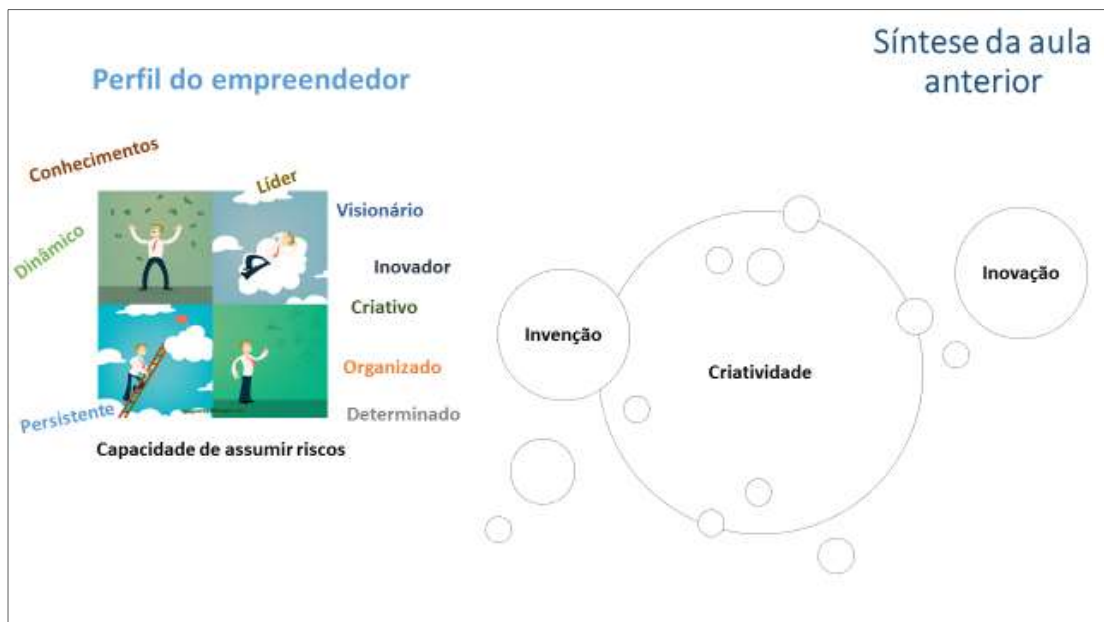 Síntese da aula
anterior
Perfil do empreendedor
Conhecimentos
Líder
Visionário
Dinâmico
Inovador
Criativo
Organizado
Persistente
Determinado
Capacidade de assumir riscos
Invenção
Criatividade
Inovação